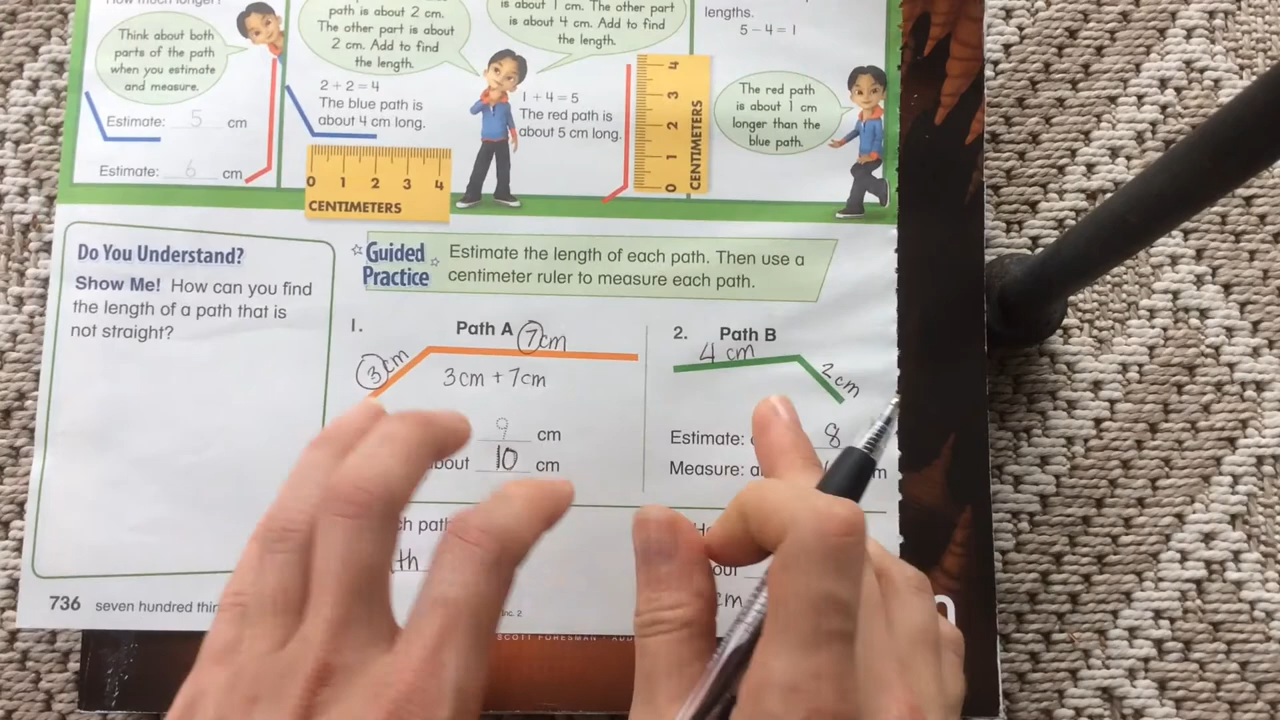 Think about both
parts of the path
when you estimate
and measure.
Estimate: 5 cm
Estimate: 6 cm
path is about 2 cm.
The other part is about
2 cm. Add to find
the length.
2 + 2 = 4
The blue path is
about 4 cm long.
0 1 2 3 4
CENTIMETERS
is about 1 cm. The other part
is about 4 cm. Add to find
the length.
1 + 4 = 5
The red path is
about 5 cm long.
0 1 2 3 4
CENTIMETERS
lengths.
5 – 4 = 1
The red path
is about 1 cm
longer than the
blue path.
Do You Understand?
Show Me! How can you find
the length of a path that is
not straight?
Guided
Practice
Estimate the length of each path. Then use a
centimeter ruler to measure each path.
1.
Path A
7cm
3cm
3cm + 7cm
9 cm
10 cm
2. Path B
4 cm
2 cm
Estimate: 8
Measure:
cm
736 seven hundred
SCOTT FORESMAN